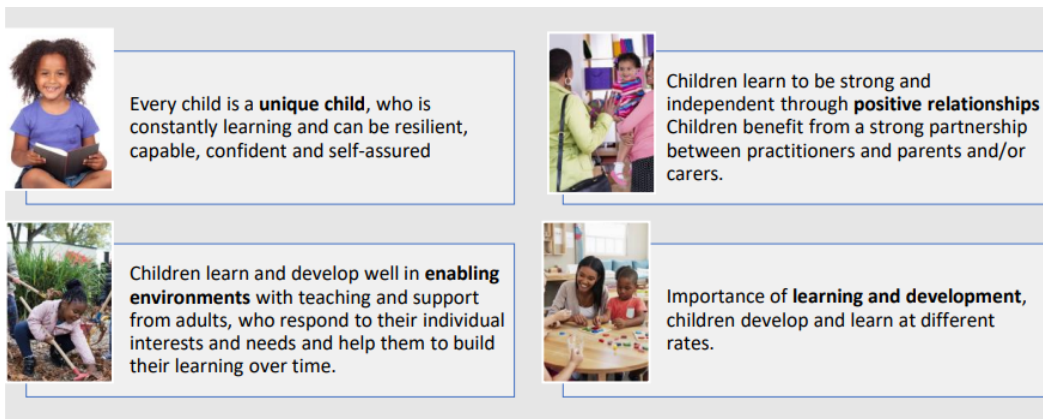 Every child is a unique child, who is
constantly learning and can be resilient,
capable, confident and self-assured
Children learn to be strong and
independent through positive relationships
Children benefit from a strong partnership
between practitioners and parents and/or
carers.
Children learn and develop well in enabling
environments with teaching and support
from adults, who respond to their individual
interests and needs and help them to build
their learning over time.
Importance of learning and development,
children develop and learn at different
rates.